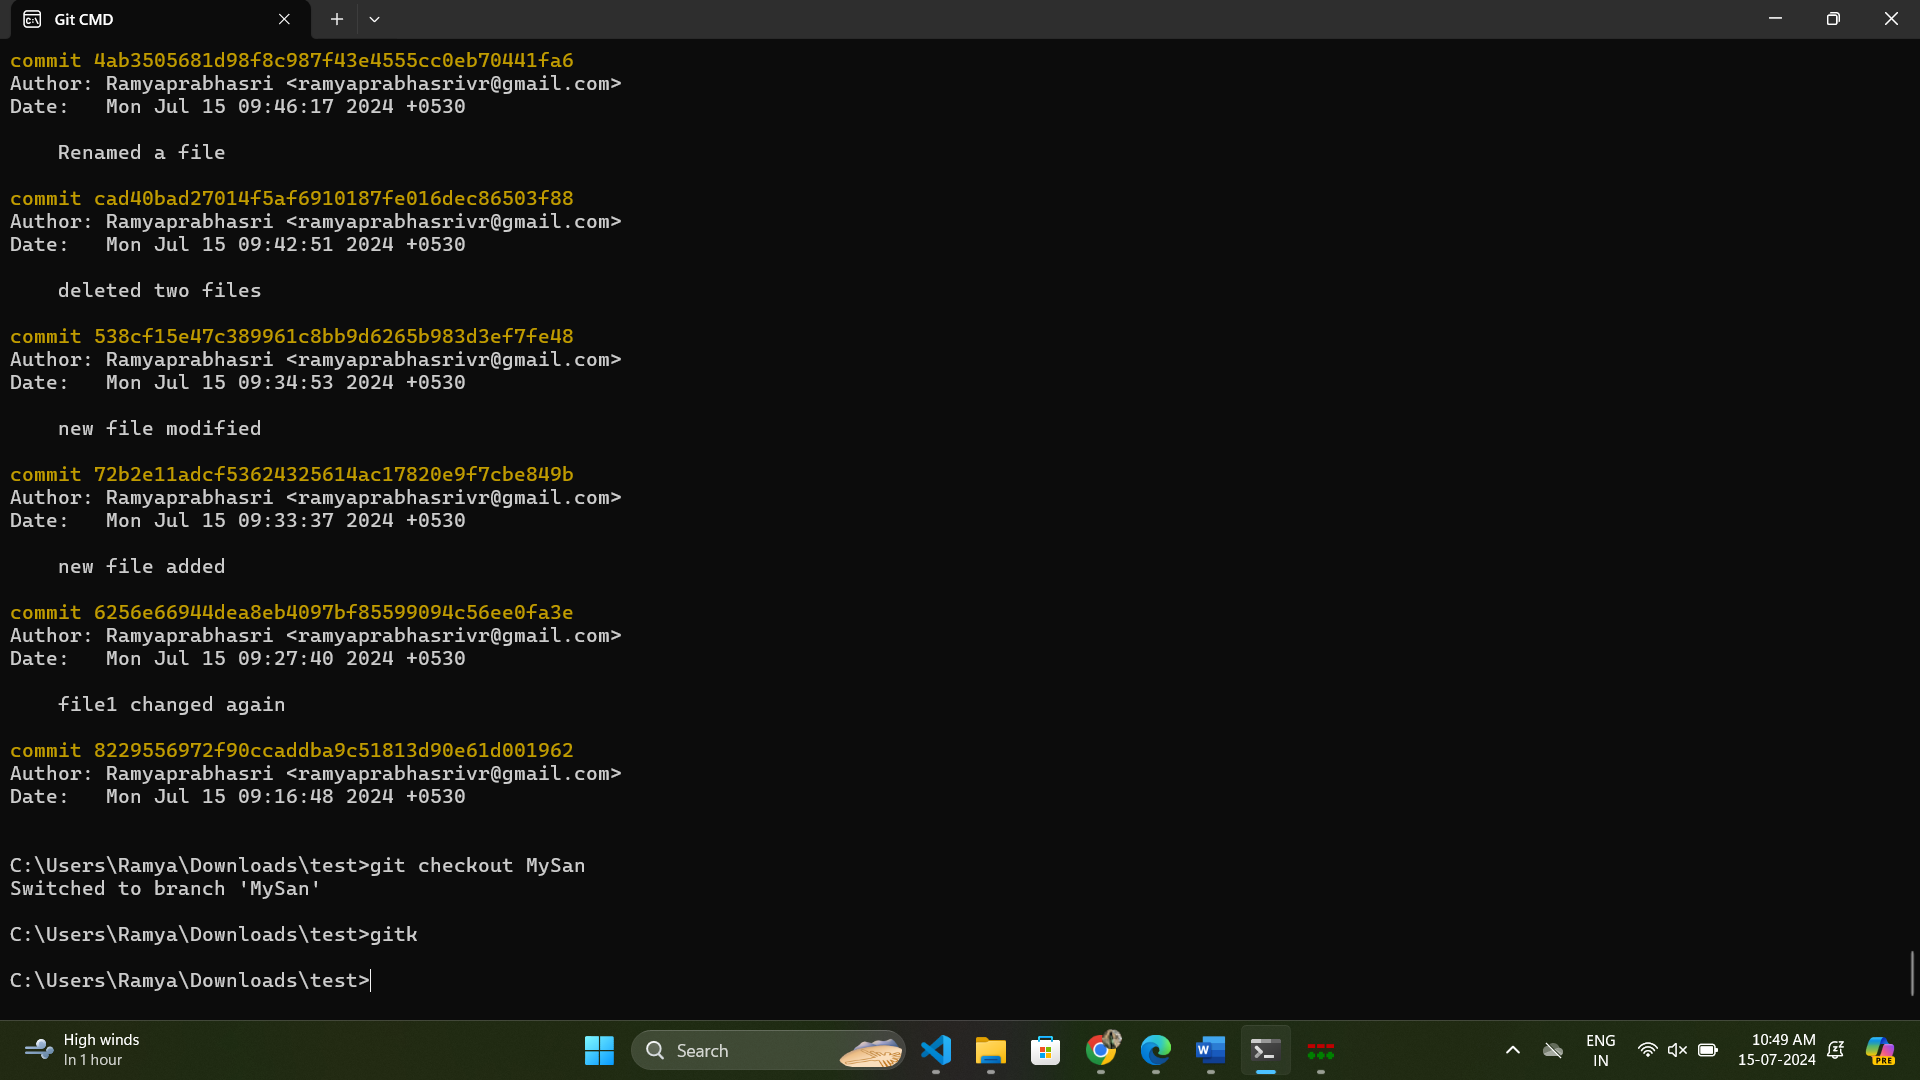 Git CMD
commit 4ab3505681d98f8c987f43e4555cc0eb70441fa6
Author: Ramyaprabhasri <ramyaprabhasrivr@gmail.com>
Date:   Mon Jul 15 09:46:17 2024 +0530
Renamed a file
commit cad40bad27014f5af6910187fe016dec86503f88
Author: Ramyaprabhasri <ramyaprabhasrivr@gmail.com>
Date:   Mon Jul 15 09:42:51 2024 +0530
deleted two files
commit 538cf15e47c389961c8bb9d6265b983d3ef7fe48
Author: Ramyaprabhasri <ramyaprabhasrivr@gmail.com>
Date:   Mon Jul 15 09:34:53 2024 +0530
new file modified
commit 72b2e11adcf53624325614ac17820e9f7cbe849b
Author: Ramyaprabhasri <ramyaprabhasrivr@gmail.com>
Date:   Mon Jul 15 09:33:37 2024 +0530
new file added
commit 6256e66944dea8eb4097bf85599094c56ee0fa3e
Author: Ramyaprabhasri <ramyaprabhasrivr@gmail.com>
Date:   Mon Jul 15 09:27:40 2024 +0530
file1 changed again
commit 8229556972f90ccaddba9c51813d90e61d001962
Author: Ramyaprabhasri <ramyaprabhasrivr@gmail.com>
Date:   Mon Jul 15 09:16:48 2024 +0530
C:\Users\Ramya\Downloads\test>git checkout MySan
Switched to branch 'MySan'
C:\Users\Ramya\Downloads\test>gitk
C:\Users\Ramya\Downloads\test>
High winds
In 1 hour
Search
ENG
IN
10:49 AM
15-07-2024
PRE